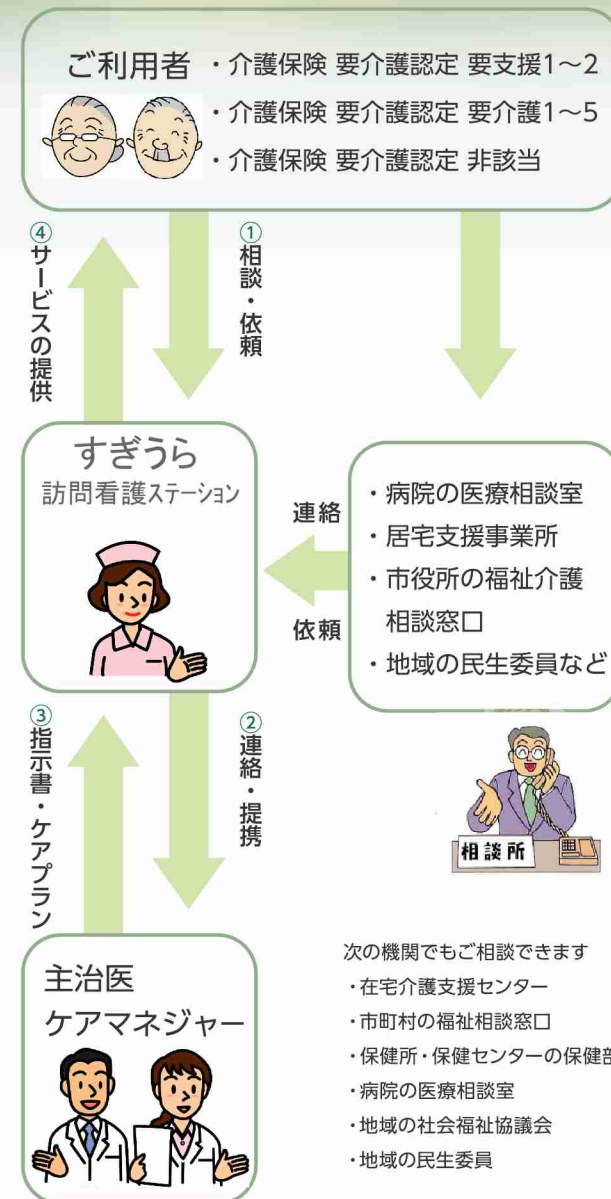 ご利用者
・介護保険 要介護認定 要支援1～2
・介護保険 要介護認定 要介護1～5
・介護保険 要介護認定 非該当
④サービスの提供
①相談・依頼
すぎうら
訪問看護ステーション
連絡
依頼
・病院の医療相談室
・居宅支援事業所
・市役所の福祉介護
相談窓口
・地域の民生委員など
③指示書・ケアプラン
②連絡・提携
相談所
主治医
ケアマネジャー
次の機関でもご相談できます
・在宅介護支援センター
・市町村の福祉相談窓口
・保健所・保健センターの保健部
・病院の医療相談室
・地域の社会福祉協議会
・地域の民生委員